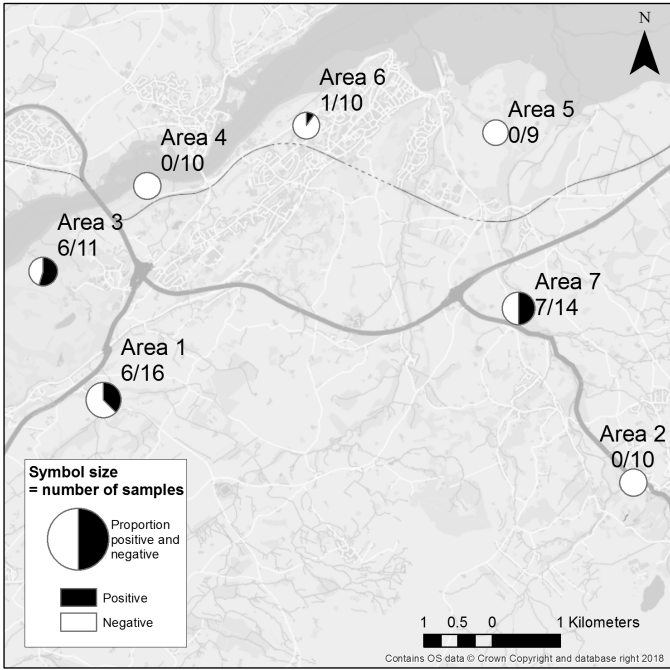 N
Area 6
1/10
Area 5
0/9
Area 4
0/10
Area 3
6/11
Area 7
7/14
Area 1
6/16
Area 2
0/10
Symbol size
= number of samples
Proportion
positive and
negative
Positive
Negative
1 0.5 0 1 Kilometers
Contains OS data © Crown Copyright and database right 2018